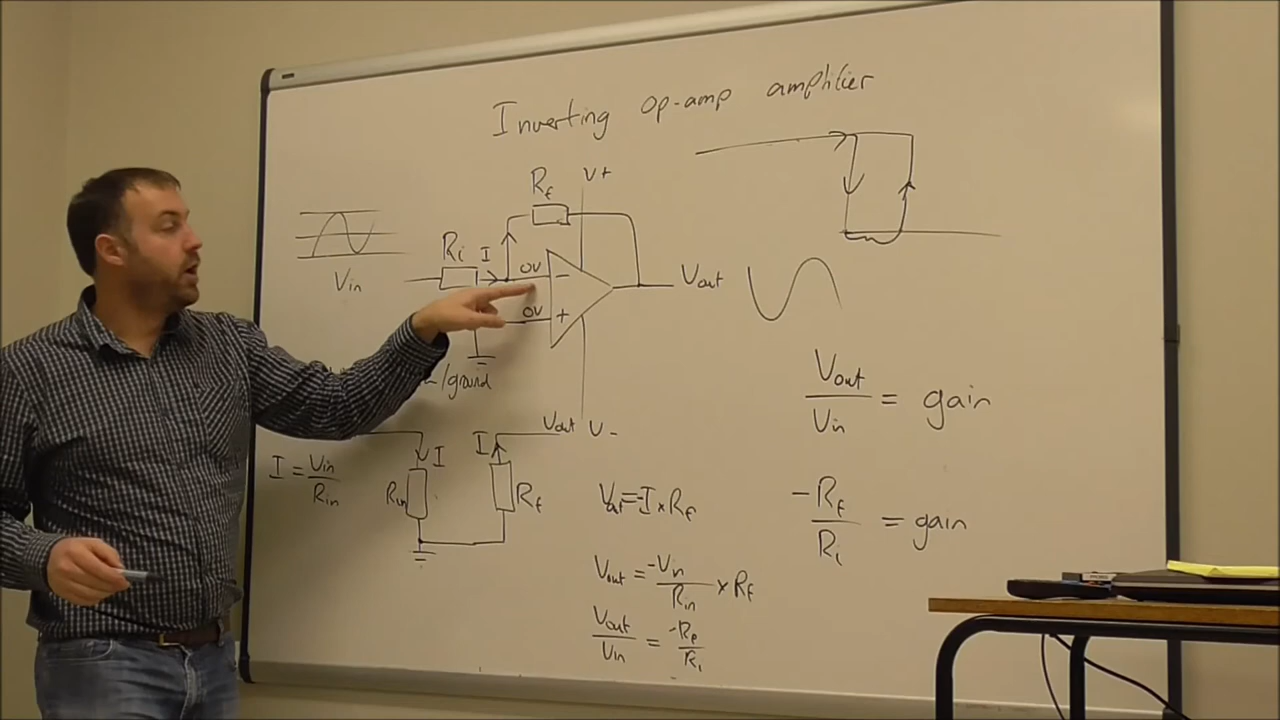 Inverting op-amp amplifier
Rf
V+
Ri
I
0V
−
Vin
Vout
0V
+
/ground
Vout
V-
I
I
I = Vin/Rin
Rin
Rf
Vout = -I × Rf
Vout = -Vin/Rin × Rf
Vout/Vin = -Rf/Ri
Vout/Vin = gain
-Rf/Ri = gain